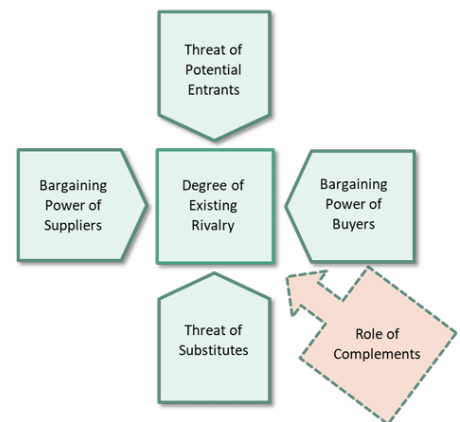 Threat of
Potential
Entrants
Bargaining
Power of
Suppliers
Degree of
Existing
Rivalry
Bargaining
Power of
Buyers
Threat of
Substitutes
Role of
Complements